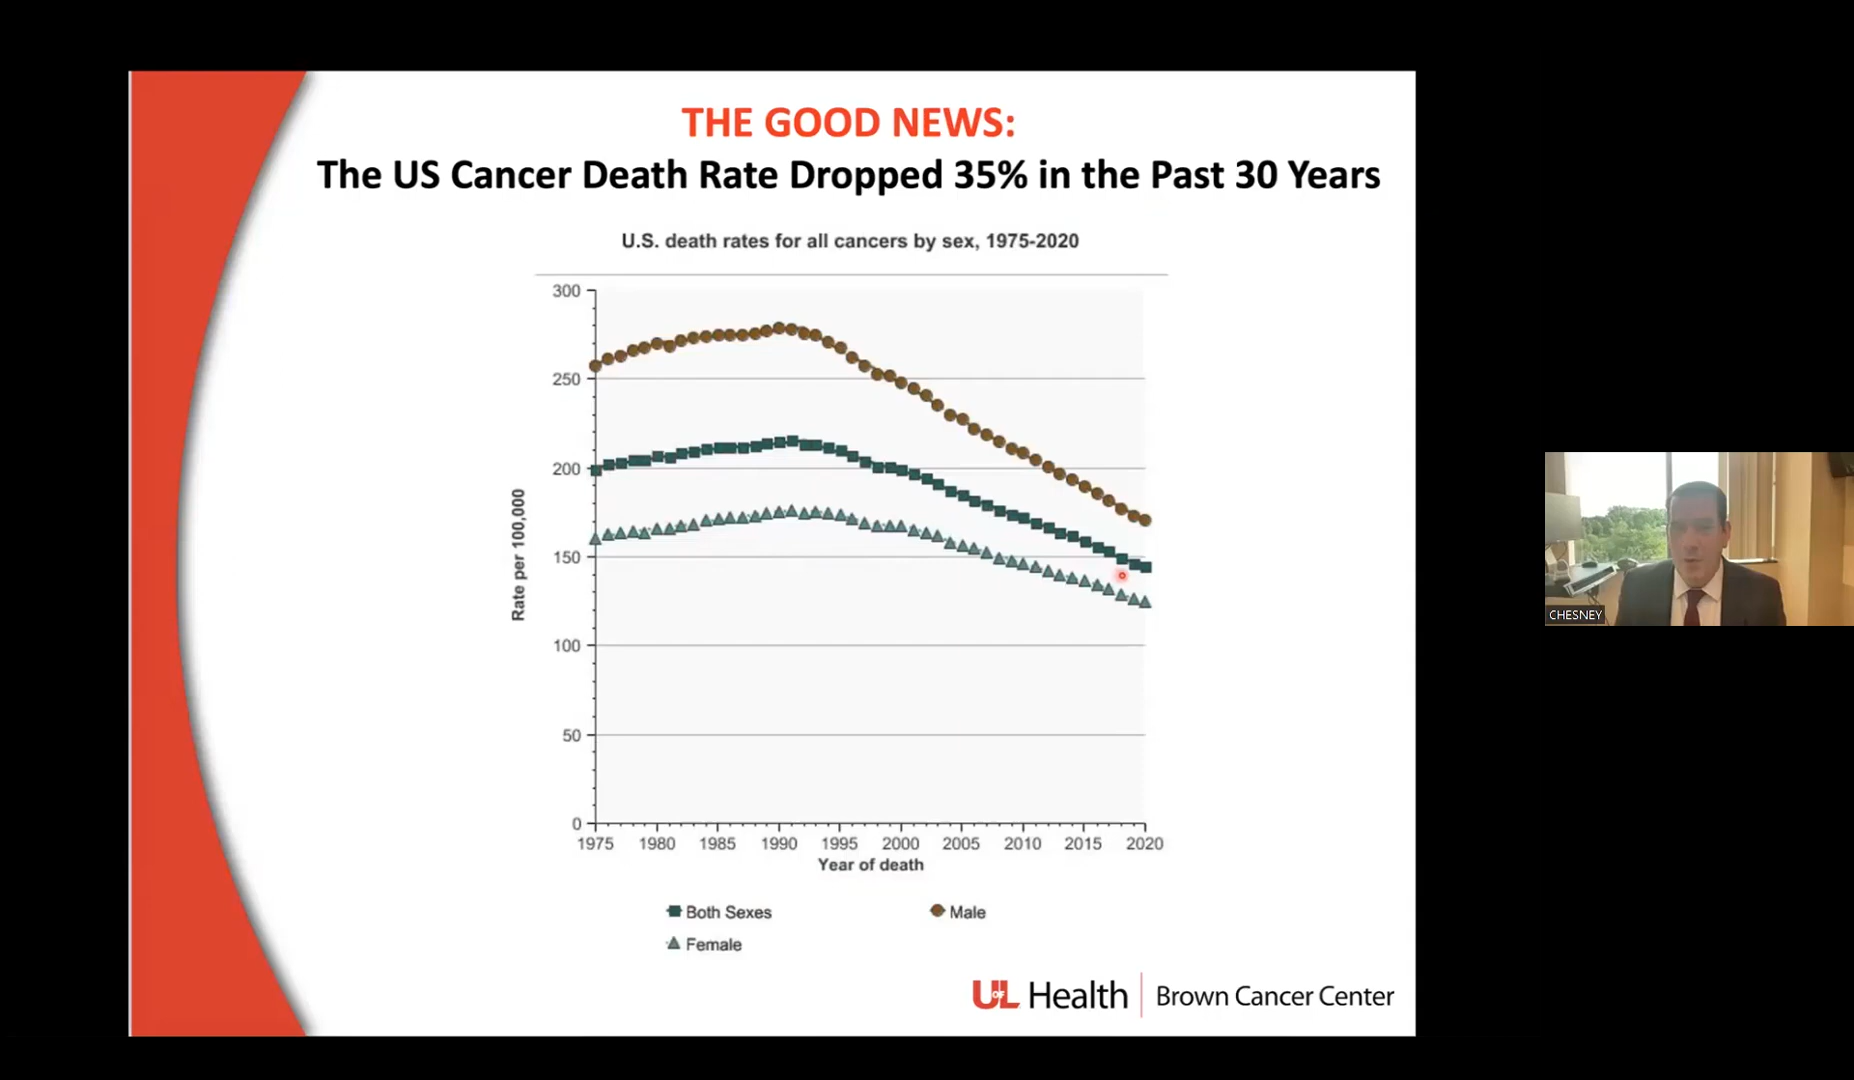 THE GOOD NEWS:
The US Cancer Death Rate Dropped 35% in the Past 30 Years
U.S. death rates for all cancers by sex, 1975-2020
Rate per 100,000
300
250
200
150
100
50
0
1975 1980 1985 1990 1995 2000 2005 2010 2015 2020
Year of death
Both Sexes Male
Female
UofL Health Brown Cancer Center
CHESNEY